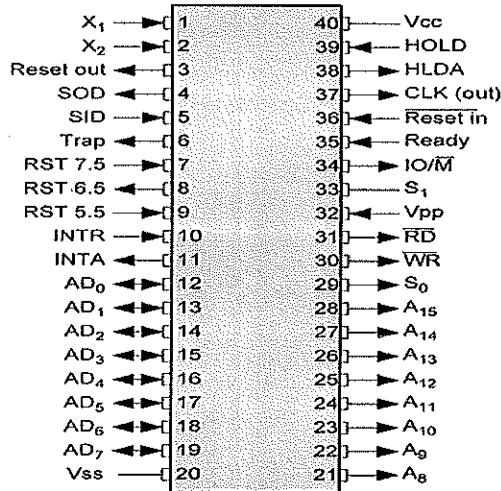 X₁ 1 40 Vcc
X₂ 2 39 HOLD
Reset out 3 38 HLDA
SOD 4 37 CLK (out)
SID 5 36 R̅e̅s̅e̅t̅ ̅i̅n̅
Trap 6 35 Ready
RST 7.5 7 34 IO/M̅
RST 6.5 8 33 S₁
RST 5.5 9 32 Vpp
INTR 10 31 R̅D̅
INTA 11 30 W̅R̅
AD₀ 12 29 S₀
AD₁ 13 28 A₁₅
AD₂ 14 27 A₁₄
AD₃ 15 26 A₁₃
AD₄ 16 25 A₁₂
AD₅ 17 24 A₁₁
AD₆ 18 23 A₁₀
AD₇ 19 22 A₉
Vss 20 21 A₈